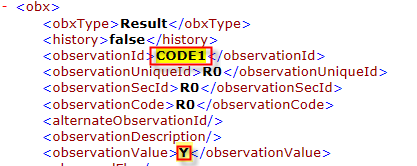 - <obx>
<obxType>Result</obxType>
<history>false</history>
<observationId>CODE1</observationId>
<observationUniqueId>R0</observationUniqueId>
<observationSecId>R0</observationSecId>
<observationCode>R0</observationCode>
<alternateObservationId/>
<observationDescription/>
<observationValue>Y</observationValue>